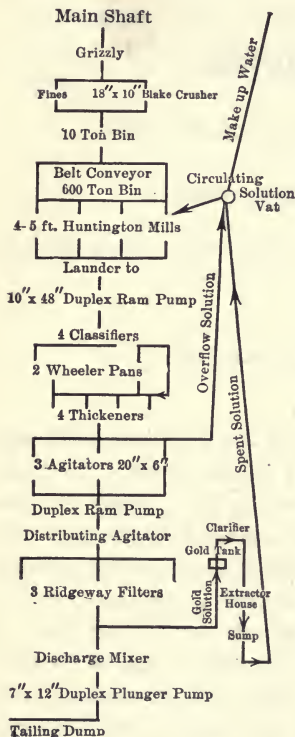 Main Shaft
Grizzly
Fines 18"x 10" Blake Crusher
10 Ton Bin
Belt Conveyor
600 Ton Bin
4-5 ft. Huntington Mills
Launder to
10"x 48" Duplex Ram Pump
4 Classifiers
2 Wheeler Pans
4 Thickeners
3 Agitators 20"x 6"
Duplex Ram Pump
Distributing Agitator
3 Ridgeway Filters
Discharge Mixer
7"x 12" Duplex Plunger Pump
Tailing Dump
Make up Water
Circulating
Solution
Vat
Overflow Solution
Spent Solution
Clarifier
Gold Tank
Gold
Solution
Extractor
House
Sump